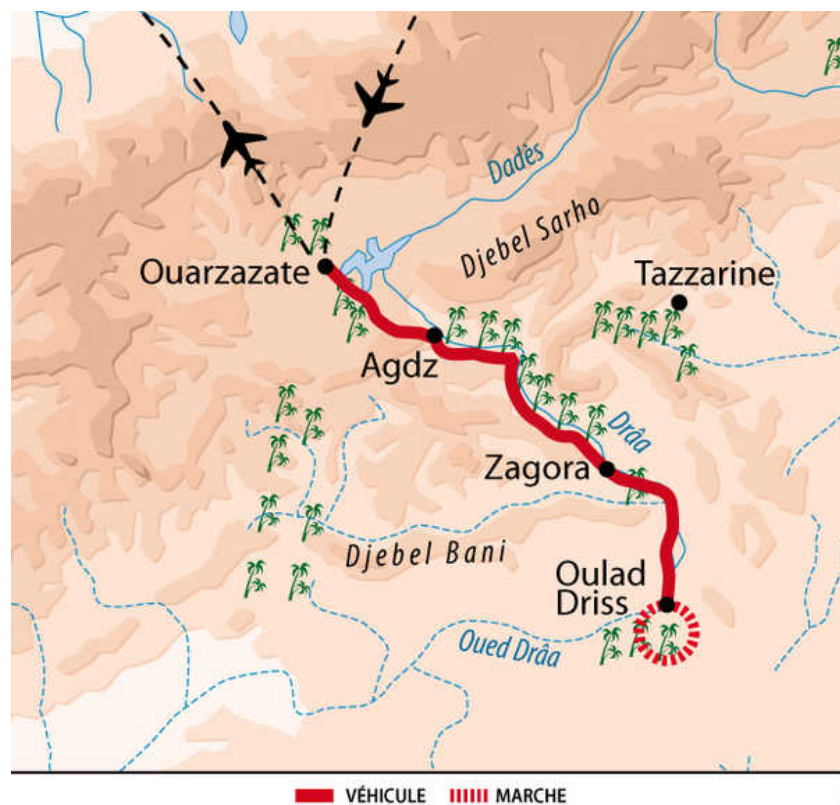 Dadès
Djebel Sarho
Ouarzazate
Tazzarine
Agdz
Drâa
Zagora
Djebel Bani
Oulad
Driss
Oued Drâa
VÉHICULE
MARCHE